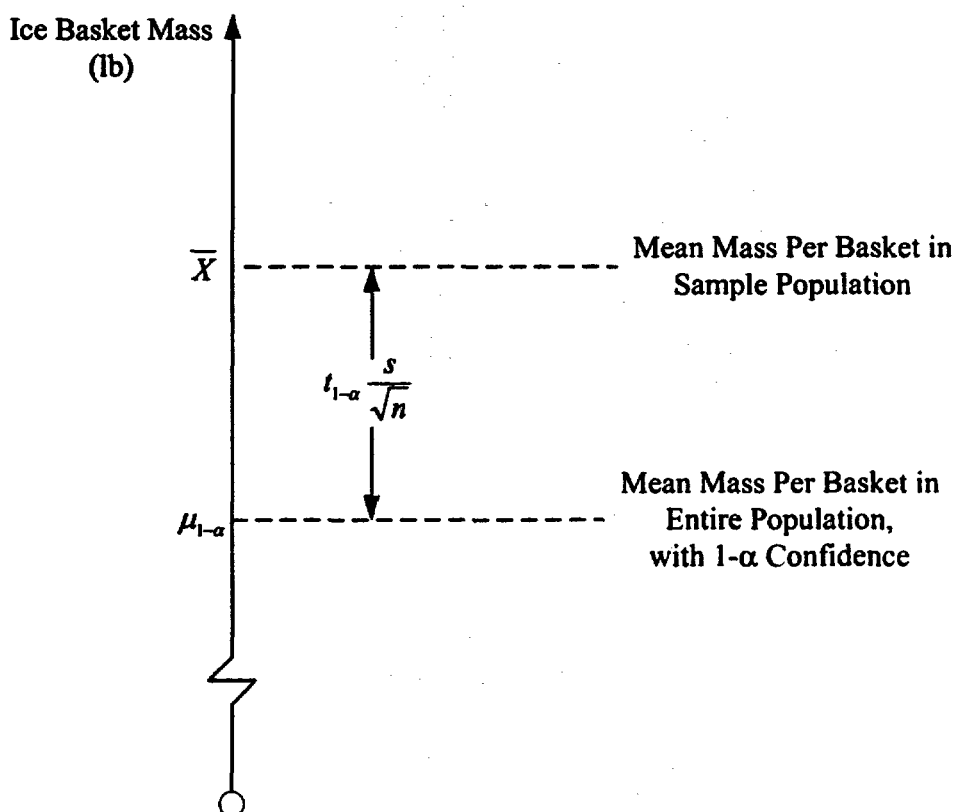 Ice Basket Mass
(lb)
X̅
Mean Mass Per Basket in
Sample Population
t₁₋α s/√n
Mean Mass Per Basket in
Entire Population,
with 1-α Confidence
μ₁₋α